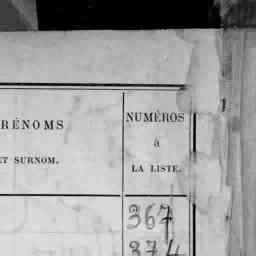 RÉNOMS
ET SURNOM.
NUMÉROS
à
LA LISTE.
367
374